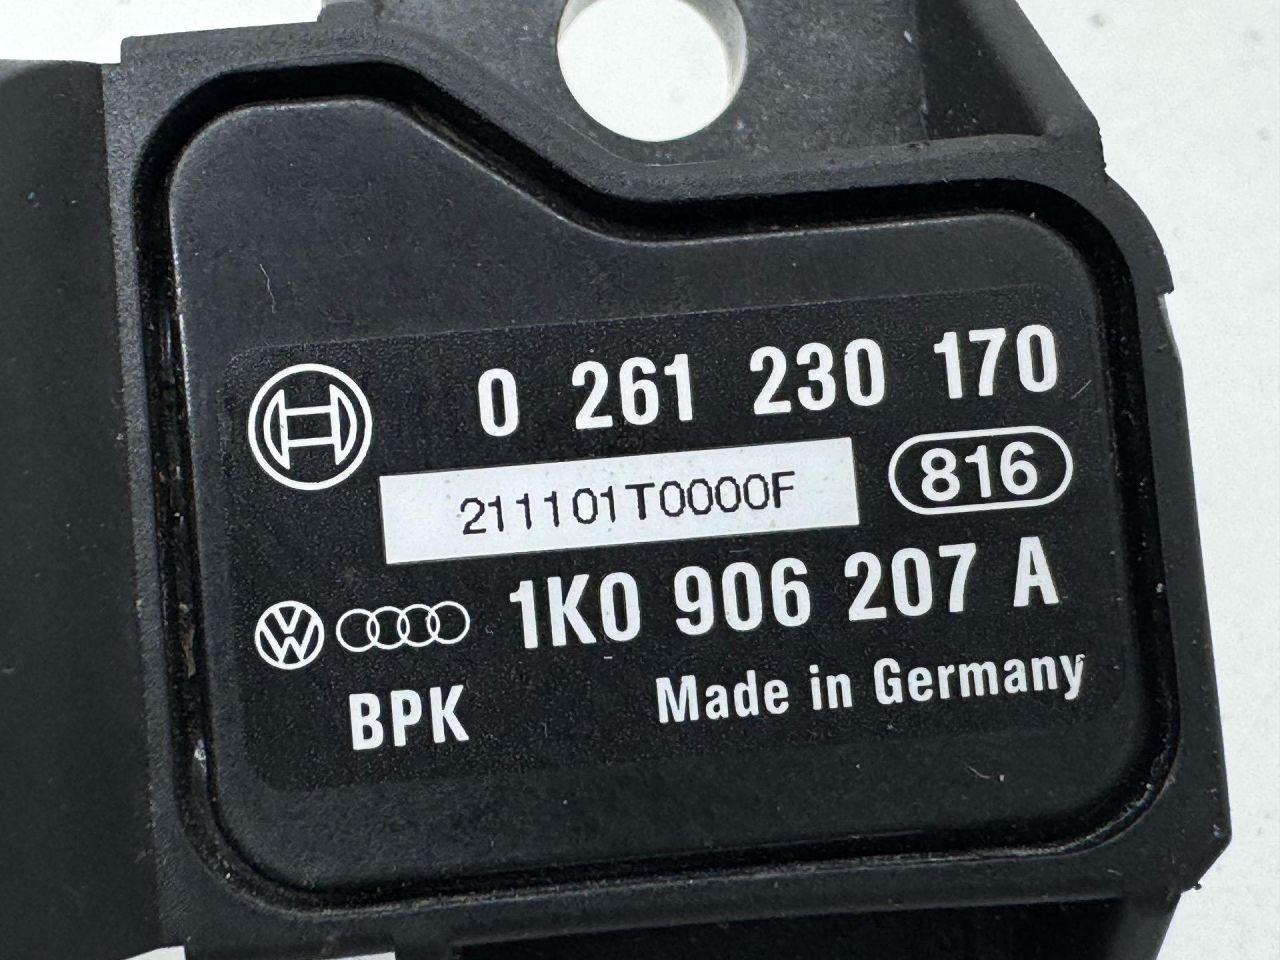 0 261 230 170
211101T0000F
816
1K0 906 207 A
BPK
Made in Germany